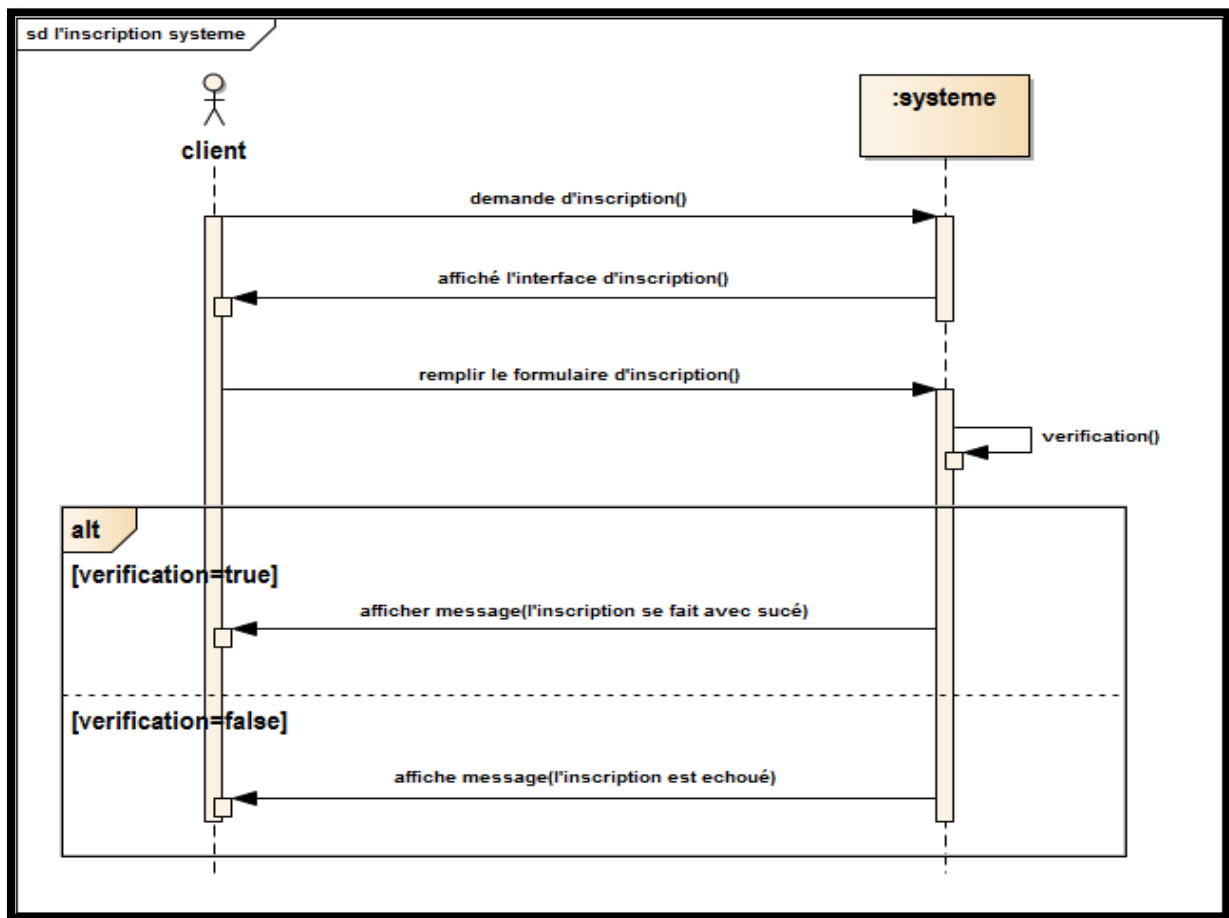 sd l'inscription systeme
:systeme
client
demande d'inscription()
affiché l'interface d'inscription()
remplir le formulaire d'inscription()
verification()
alt
[verification=true]
afficher message(l'inscription se fait avec sucé)
[verification=false]
affiche message(l'inscription est echoué)